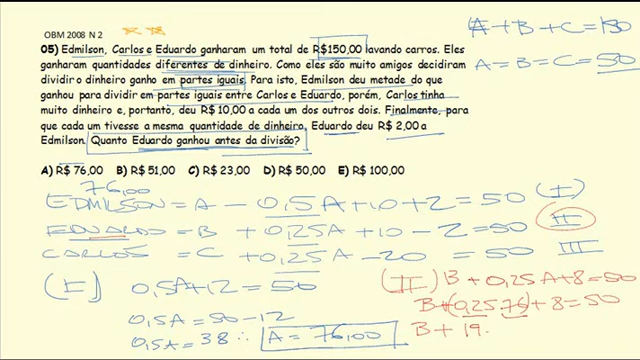 OBM 2008 N 2
A + B + C = 150
05) Edmilson, Carlos e Eduardo ganharam um total de R$150,00 lavando carros. Eles
ganharam quantidades diferentes de dinheiro. Como eles são muito amigos decidiram
A = B = C = 50
dividir o dinheiro ganho em partes iguais. Para isto, Edmilson deu metade do que
ganhou para dividir em partes iguais entre Carlos e Eduardo, porém, Carlos tinha
muito dinheiro e, portanto, deu R$ 10,00 a cada um dos outros dois. Finalmente, para
que cada um tivesse a mesma quantidade de dinheiro, Eduardo deu R$ 2,00 a
Edmilson. Quanto Eduardo ganhou antes da divisão?
A) R$ 76,00 B) R$ 51,00 C) R$ 23,00 D) R$ 50,00 E) R$ 100,00
76,00
EDMILSON = A - 0,5A + 10 + 2 = 50 (I)
EDUARDO = B + 0,25A + 10 - 2 = 50 II
CARLOS = C + 0,25A - 20 = 50 III
(I) 0,5A + 12 = 50
0,5A = 50 - 12
0,5A = 38 ∴ A = 76,00
(II) B + 0,25A + 8 = 50
B + (0,25.76) + 8 = 50
B + 19